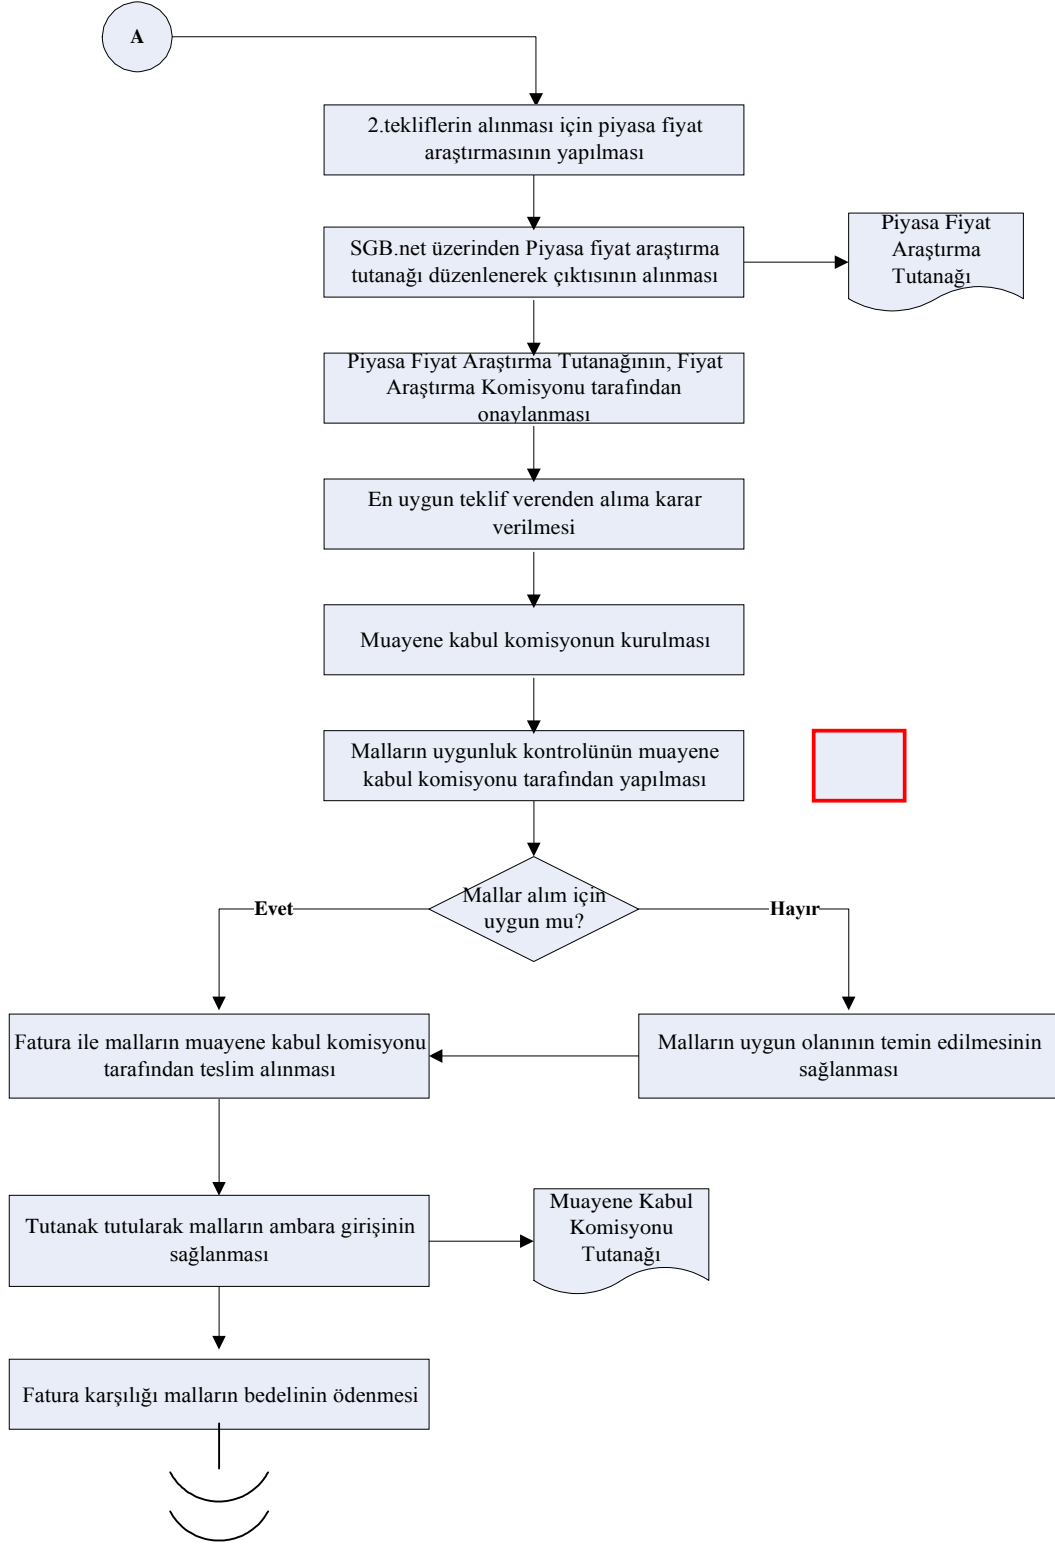 A
2.tekliflerin alınması için piyasa fiyat
araştırmasının yapılması
SGB.net üzerinden Piyasa fiyat araştırma
tutanağı düzenlenerek çıktısının alınması
Piyasa Fiyat
Araştırma
Tutanağı
Piyasa Fiyat Araştırma Tutanağının, Fiyat
Araştırma Komisyonu tarafından
onaylanması
En uygun teklif verenden alıma karar
verilmesi
Muayene kabul komisyonun kurulması
Malların uygunluk kontrolünün muayene
kabul komisyonu tarafından yapılması
Mallar alım için
uygun mu?
Evet
Hayır
Fatura ile malların muayene kabul komisyonu
tarafından teslim alınması
Malların uygun olanının temin edilmesinin
sağlanması
Tutanak tutularak malların ambara girişinin
sağlanması
Muayene Kabul
Komisyonu
Tutanağı
Fatura karşılığı malların bedelinin ödenmesi